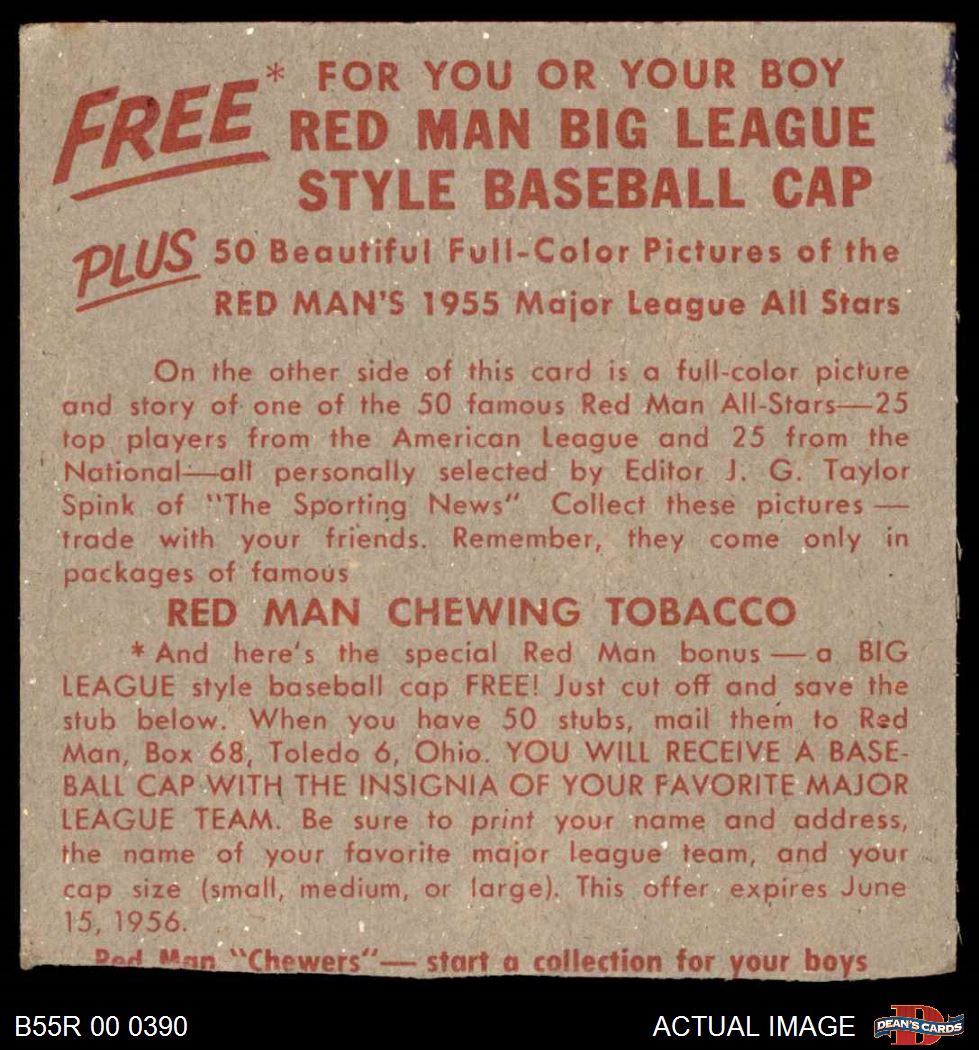 FREE* FOR YOU OR YOUR BOY
RED MAN BIG LEAGUE
STYLE BASEBALL CAP
PLUS 50 Beautiful Full-Color Pictures of the
RED MAN'S 1955 Major League All Stars
On the other side of this card is a full-color picture
and story of one of the 50 famous Red Man All-Stars—25
top players from the American League and 25 from the
National—all personally selected by Editor J. G. Taylor
Spink of "The Sporting News" Collect these pictures —
trade with your friends. Remember, they come only in
packages of famous
RED MAN CHEWING TOBACCO
* And here's the special Red Man bonus — a BIG
LEAGUE style baseball cap FREE! Just cut off and save the
stub below. When you have 50 stubs, mail them to Red
Man, Box 68, Toledo 6, Ohio. YOU WILL RECEIVE A BASE-
BALL CAP WITH THE INSIGNIA OF YOUR FAVORITE MAJOR
LEAGUE TEAM. Be sure to print your name and address,
the name of your favorite major league team, and your
cap size (small, medium, or large). This offer expires June
15, 1956.
Red Man "Chewers"— start a collection for your boys
B55R 00 0390
ACTUAL IMAGE
DEAN'S CARDS